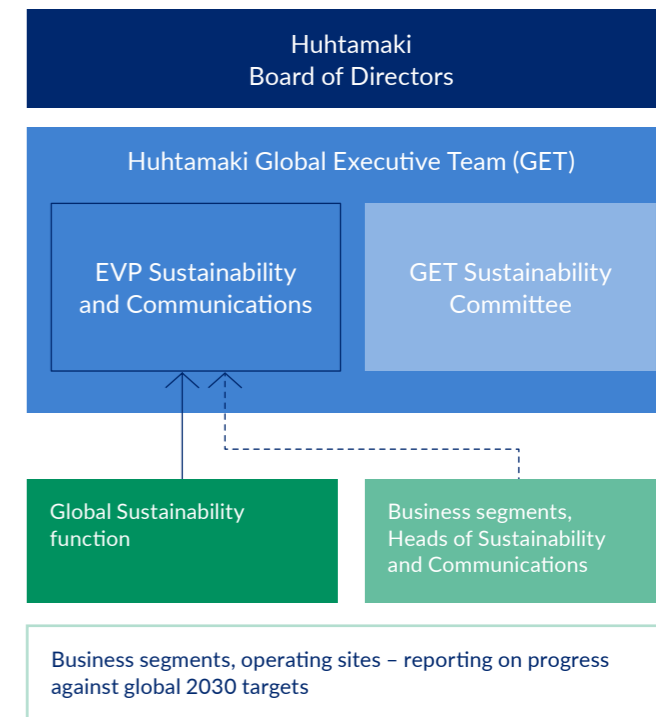 Huhtamaki
Board of Directors
Huhtamaki Global Executive Team (GET)
EVP Sustainability
and Communications
GET Sustainability
Committee
Global Sustainability
function
Business segments,
Heads of Sustainability
and Communications
Business segments, operating sites – reporting on progress
against global 2030 targets